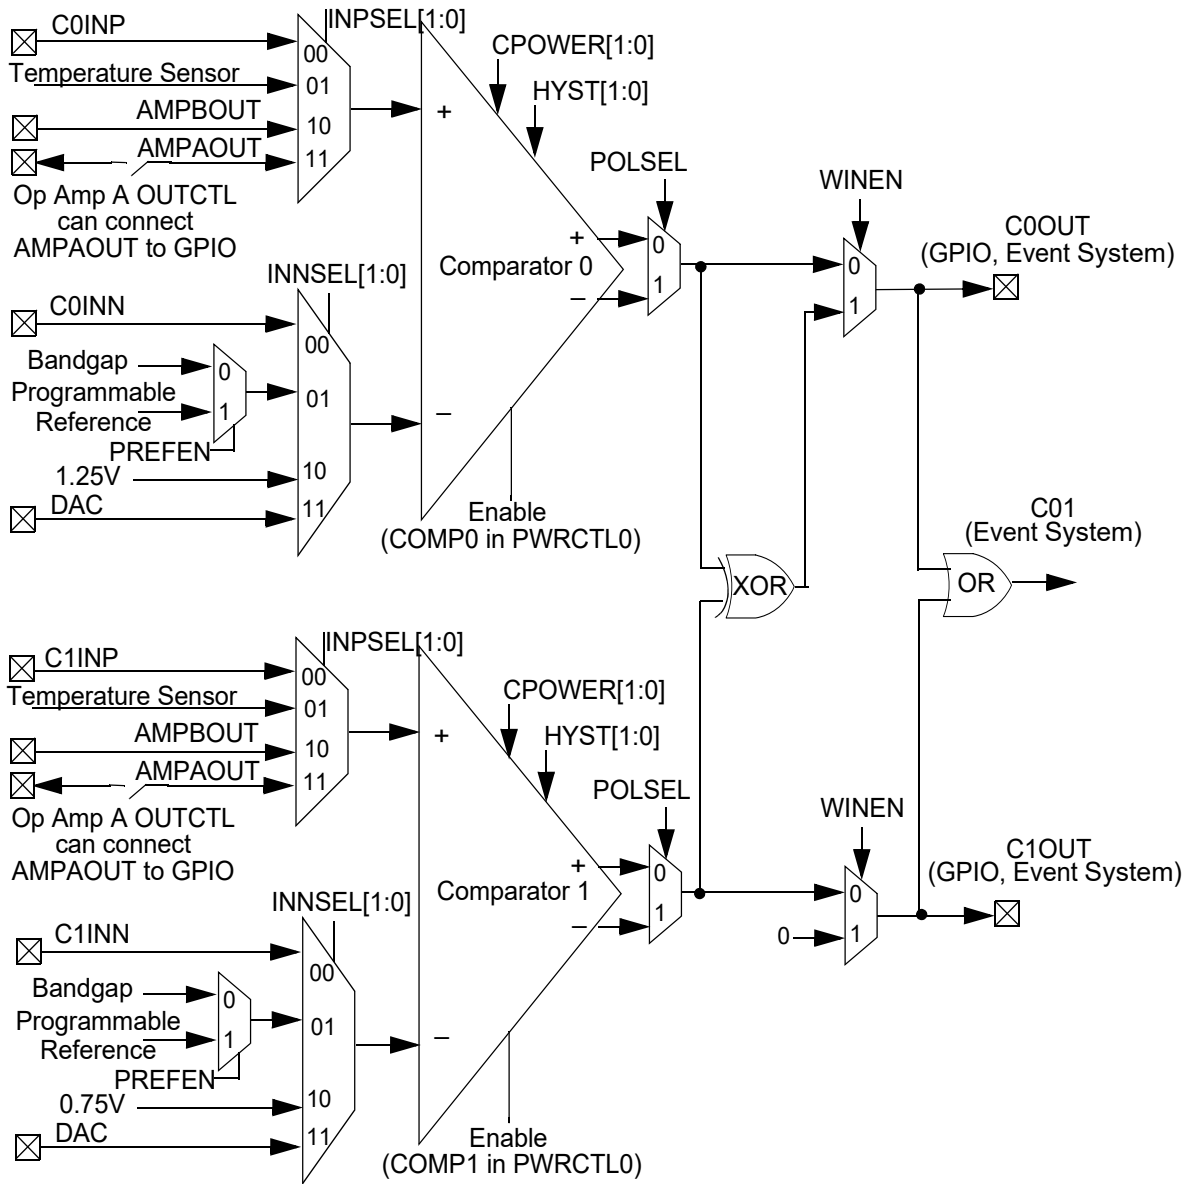 C0INP
INPSEL[1:0]
00
Temperature Sensor
01
AMPBOUT
10
AMPAOUT
11
Op Amp A OUTCTL
can connect
AMPAOUT to GPIO
CPOWER[1:0]
HYST[1:0]
+
POLSEL
WINEN
+
Comparator 0
–
0
1
0
1
C0OUT
(GPIO, Event System)
INNSEL[1:0]
C0INN
00
Bandgap
0
Programmable
Reference
1
01
PREFEN
1.25V
10
DAC
11
–
Enable
(COMP0 in PWRCTL0)
XOR
C01
(Event System)
OR
C1INP
INPSEL[1:0]
00
Temperature Sensor
01
AMPBOUT
10
AMPAOUT
11
Op Amp A OUTCTL
can connect
AMPAOUT to GPIO
CPOWER[1:0]
HYST[1:0]
+
POLSEL
WINEN
+
Comparator 1
–
0
1
0
0
1
C1OUT
(GPIO, Event System)
INNSEL[1:0]
C1INN
00
Bandgap
0
Programmable
Reference
1
01
PREFEN
0.75V
10
DAC
11
–
Enable
(COMP1 in PWRCTL0)